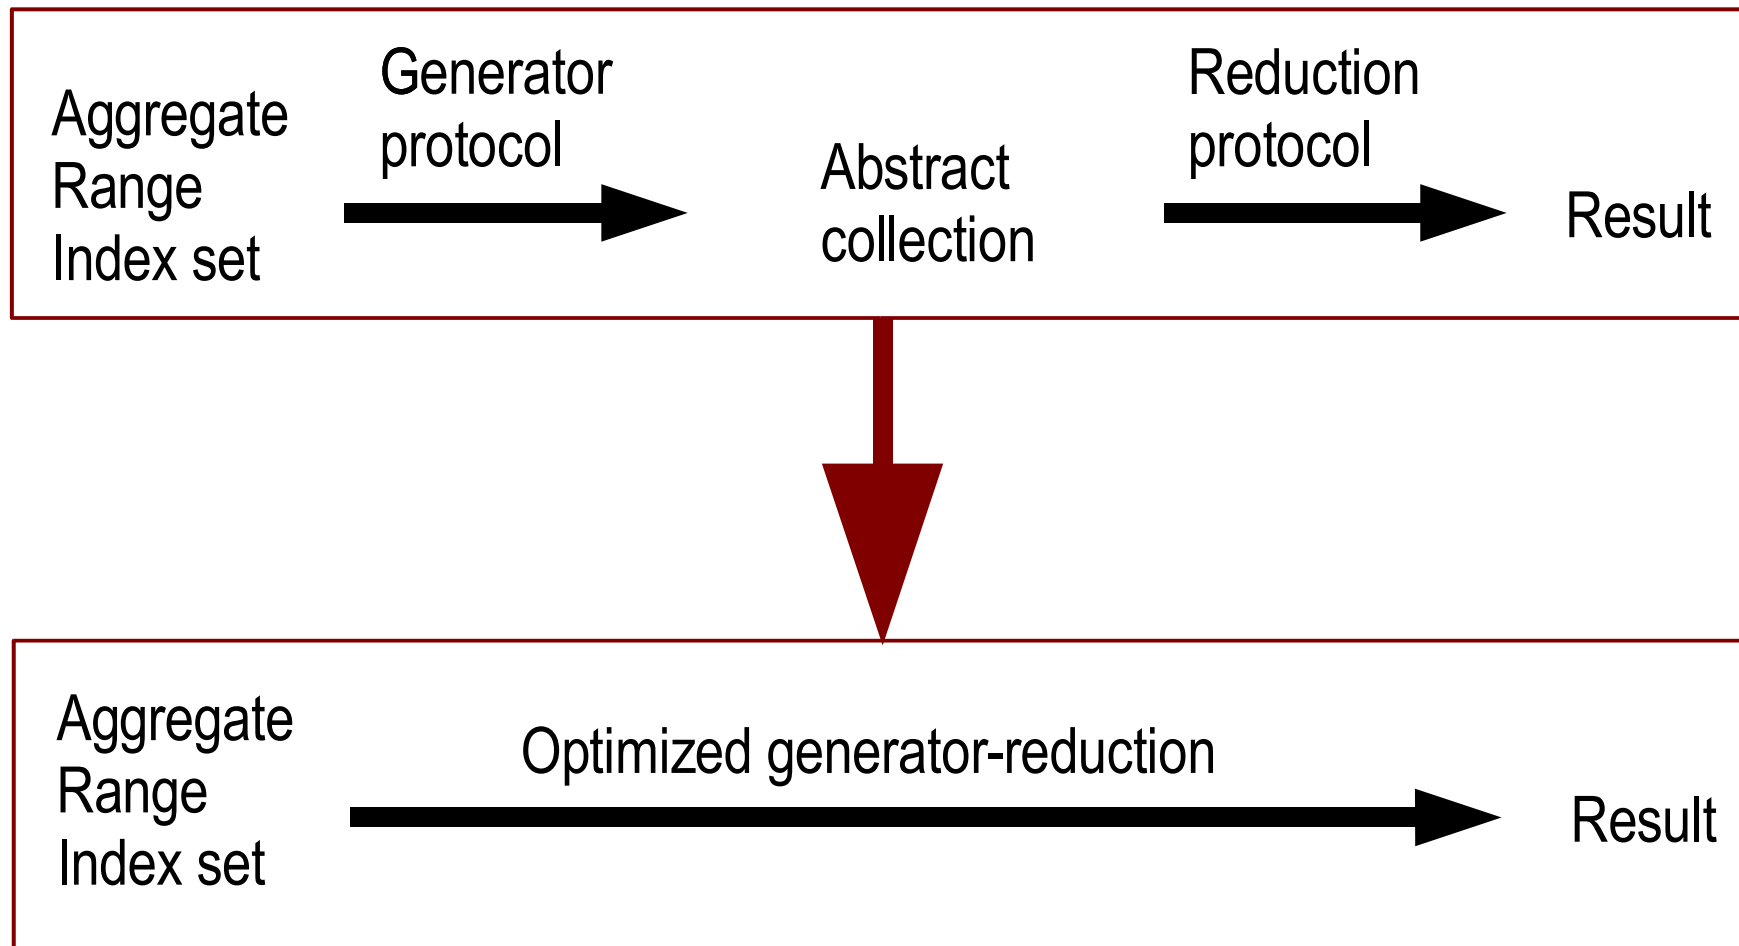 Aggregate
Range
Index set
Generator
protocol
Abstract
collection
Reduction
protocol
Result
Aggregate
Range
Index set
Optimized generator-reduction
Result